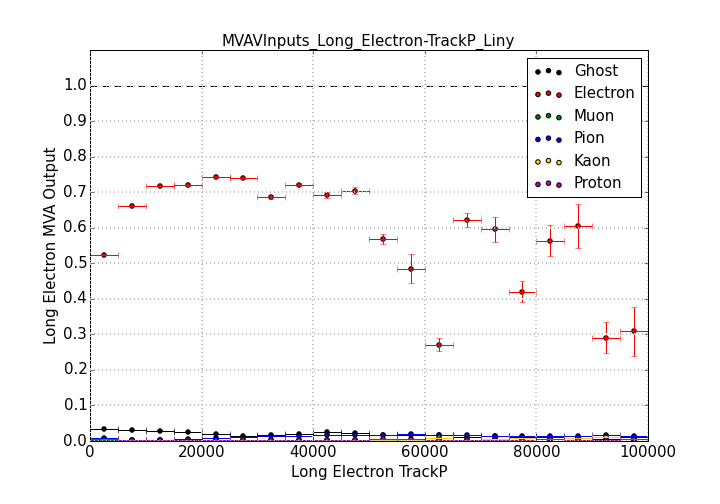 MVAVInputs_Long_Electron-TrackP_Liny
Long Electron MVA Output
1.0
0.9
0.8
0.7
0.6
0.5
0.4
0.3
0.2
0.1
0.0
Ghost
Electron
Muon
Pion
Kaon
Proton
0 20000 40000 60000 80000 100000
Long Electron TrackP